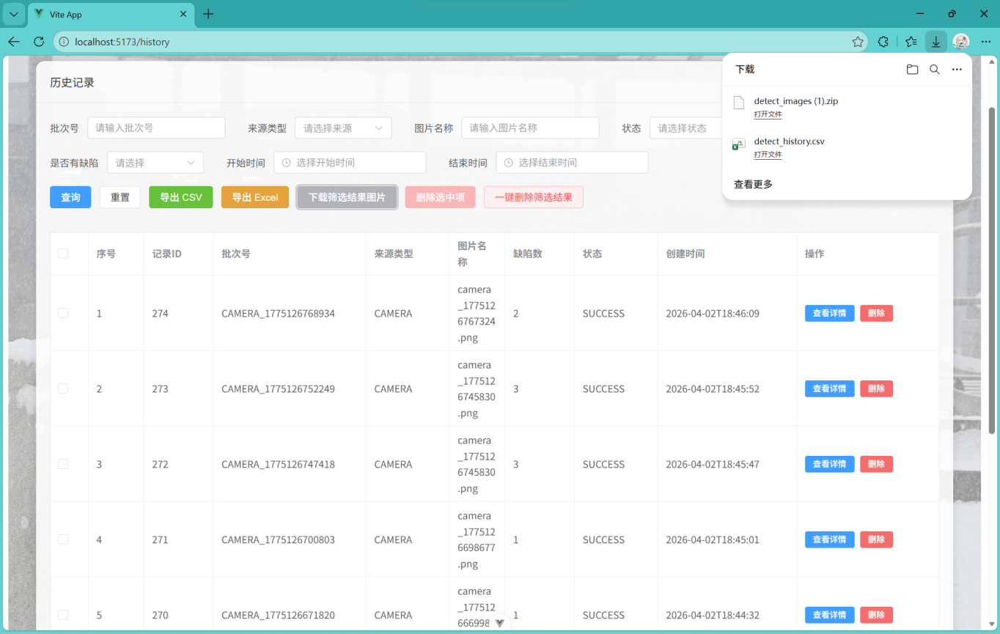 Vite App
localhost:5173/history
下载
detect_images (1).zip
打开文件
detect_history.csv
打开文件
查看更多
历史记录
批次号 请输入批次号 来源类型 请选择来源 图片名称 请输入图片名称 状态 请选择状态
是否有缺陷 请选择 开始时间 选择开始时间 结束时间 选择结束时间
查询 重置 导出 CSV 导出 Excel 下载筛选结果图片 删除选中项 一键删除筛选结果
序号 记录ID 批次号 来源类型 图片名称 缺陷数 状态 创建时间 操作
1 274 CAMERA_1775126768934 CAMERA camera_1775126767324.png 2 SUCCESS 2026-04-02T18:46:09 查看详情 删除
2 273 CAMERA_1775126752249 CAMERA camera_1775126745830.png 3 SUCCESS 2026-04-02T18:45:52 查看详情 删除
3 272 CAMERA_1775126747418 CAMERA camera_1775126745830.png 3 SUCCESS 2026-04-02T18:45:47 查看详情 删除
4 271 CAMERA_1775126700803 CAMERA camera_1775126698677.png 1 SUCCESS 2026-04-02T18:45:01 查看详情 删除
5 270 CAMERA_1775126671820 CAMERA camera_177512666998 1 SUCCESS 2026-04-02T18:44:32 查看详情 删除